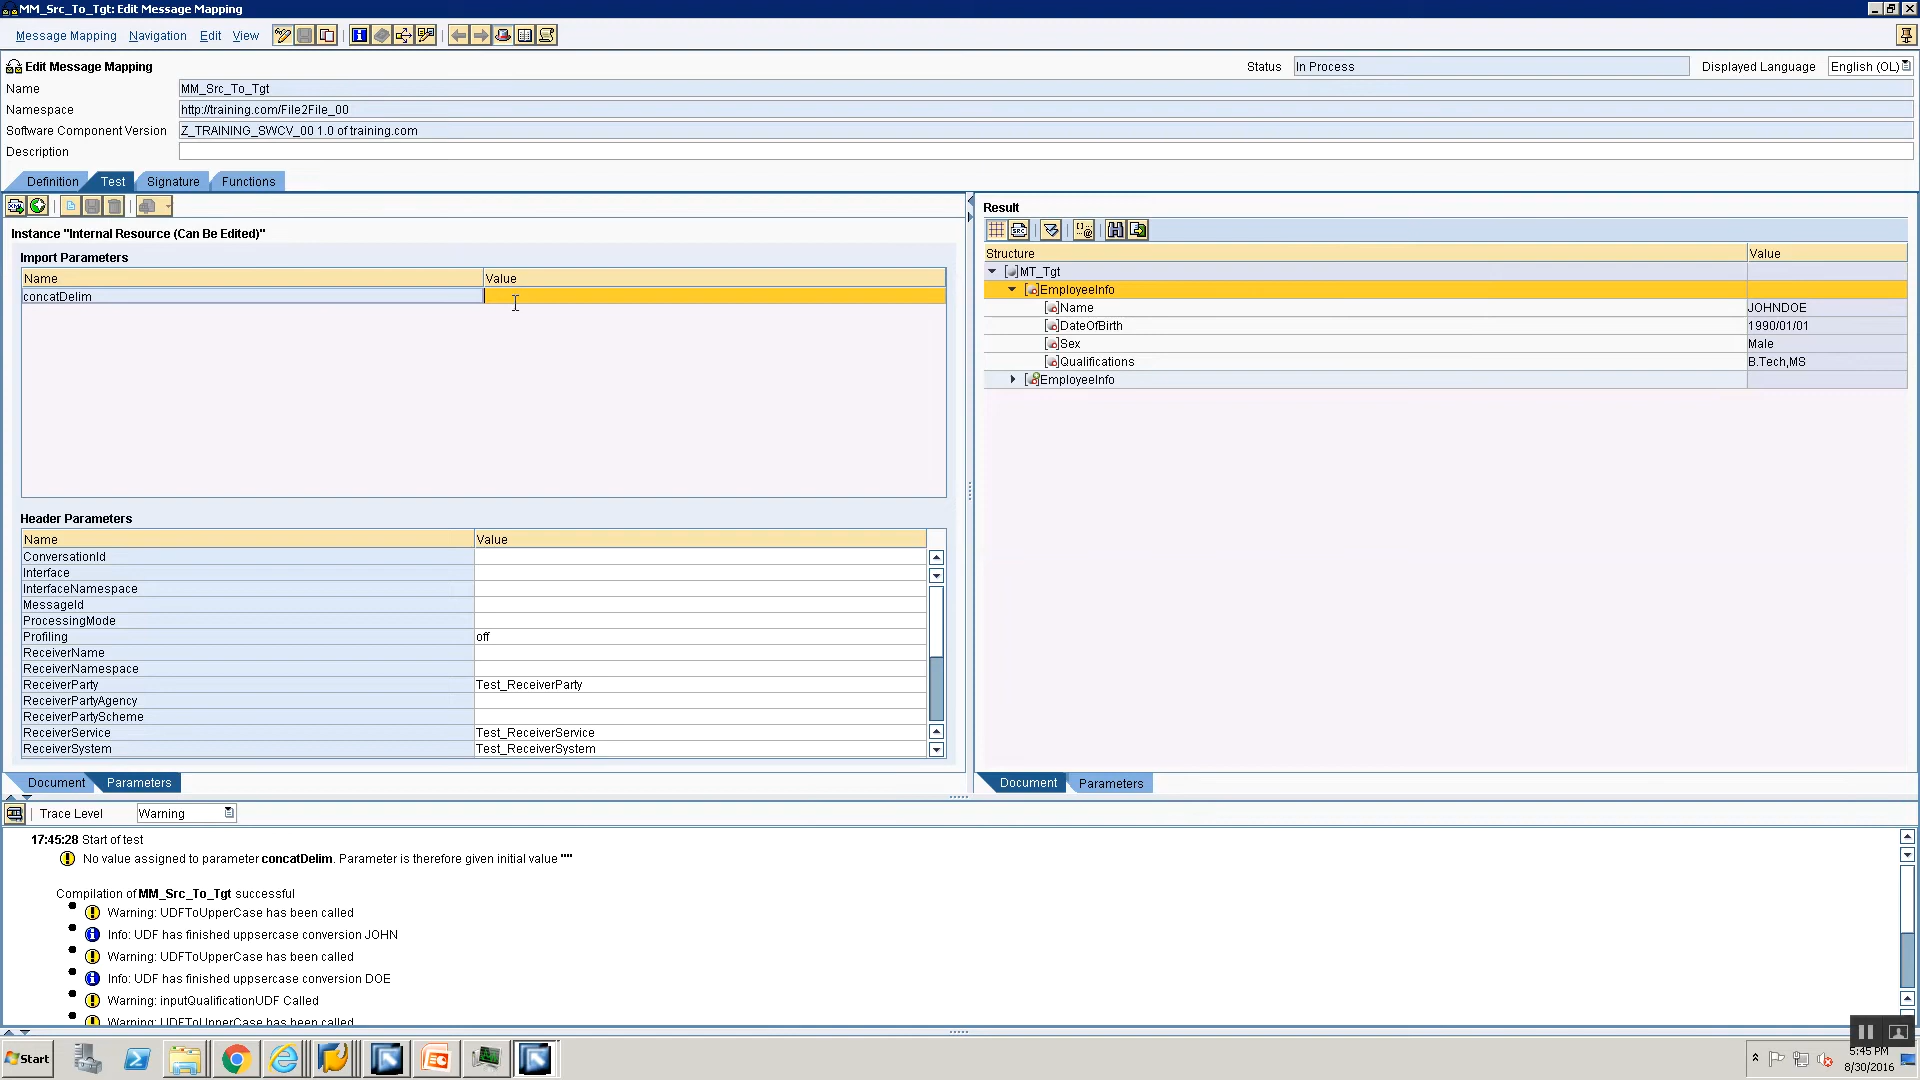 MM_Src_To_Tgt: Edit Message Mapping
Message Mapping Navigation Edit View
Edit Message Mapping Status In Process Displayed Language English (OL)
Name MM_Src_To_Tgt
Namespace http://training.com/File2File_00
Software Component Version Z_TRAINING_SWCV_00 1.0 of training.com
Description
Definition Test Signature Functions
Instance "Internal Resource (Can Be Edited)"
Import Parameters
Name Value
concatDelim
Header Parameters
Name Value
ConversationId
Interface
InterfaceNamespace
MessageId
ProcessingMode
Profiling off
ReceiverName
ReceiverNamespace
ReceiverParty Test_ReceiverParty
ReceiverPartyAgency
ReceiverPartyScheme
ReceiverService Test_ReceiverService
ReceiverSystem Test_ReceiverSystem
Document Parameters
Result
Structure Value
MT_Tgt
EmployeeInfo
Name JOHNDOE
DateOfBirth 1990/01/01
Sex Male
Qualifications B.Tech,MS
EmployeeInfo
Document Parameters
Trace Level Warning
17:45:28 Start of test
No value assigned to parameter concatDelim. Parameter is therefore given initial value ""
Compilation of MM_Src_To_Tgt successful
Warning: UDFToUpperCase has been called
Info: UDF has finished uppsercase conversion JOHN
Warning: UDFToUpperCase has been called
Info: UDF has finished uppsercase conversion DOE
Warning: inputQualificationUDF Called
Warning: UDFToUpperCase has been called
Start
5:45 PM
8/30/2016